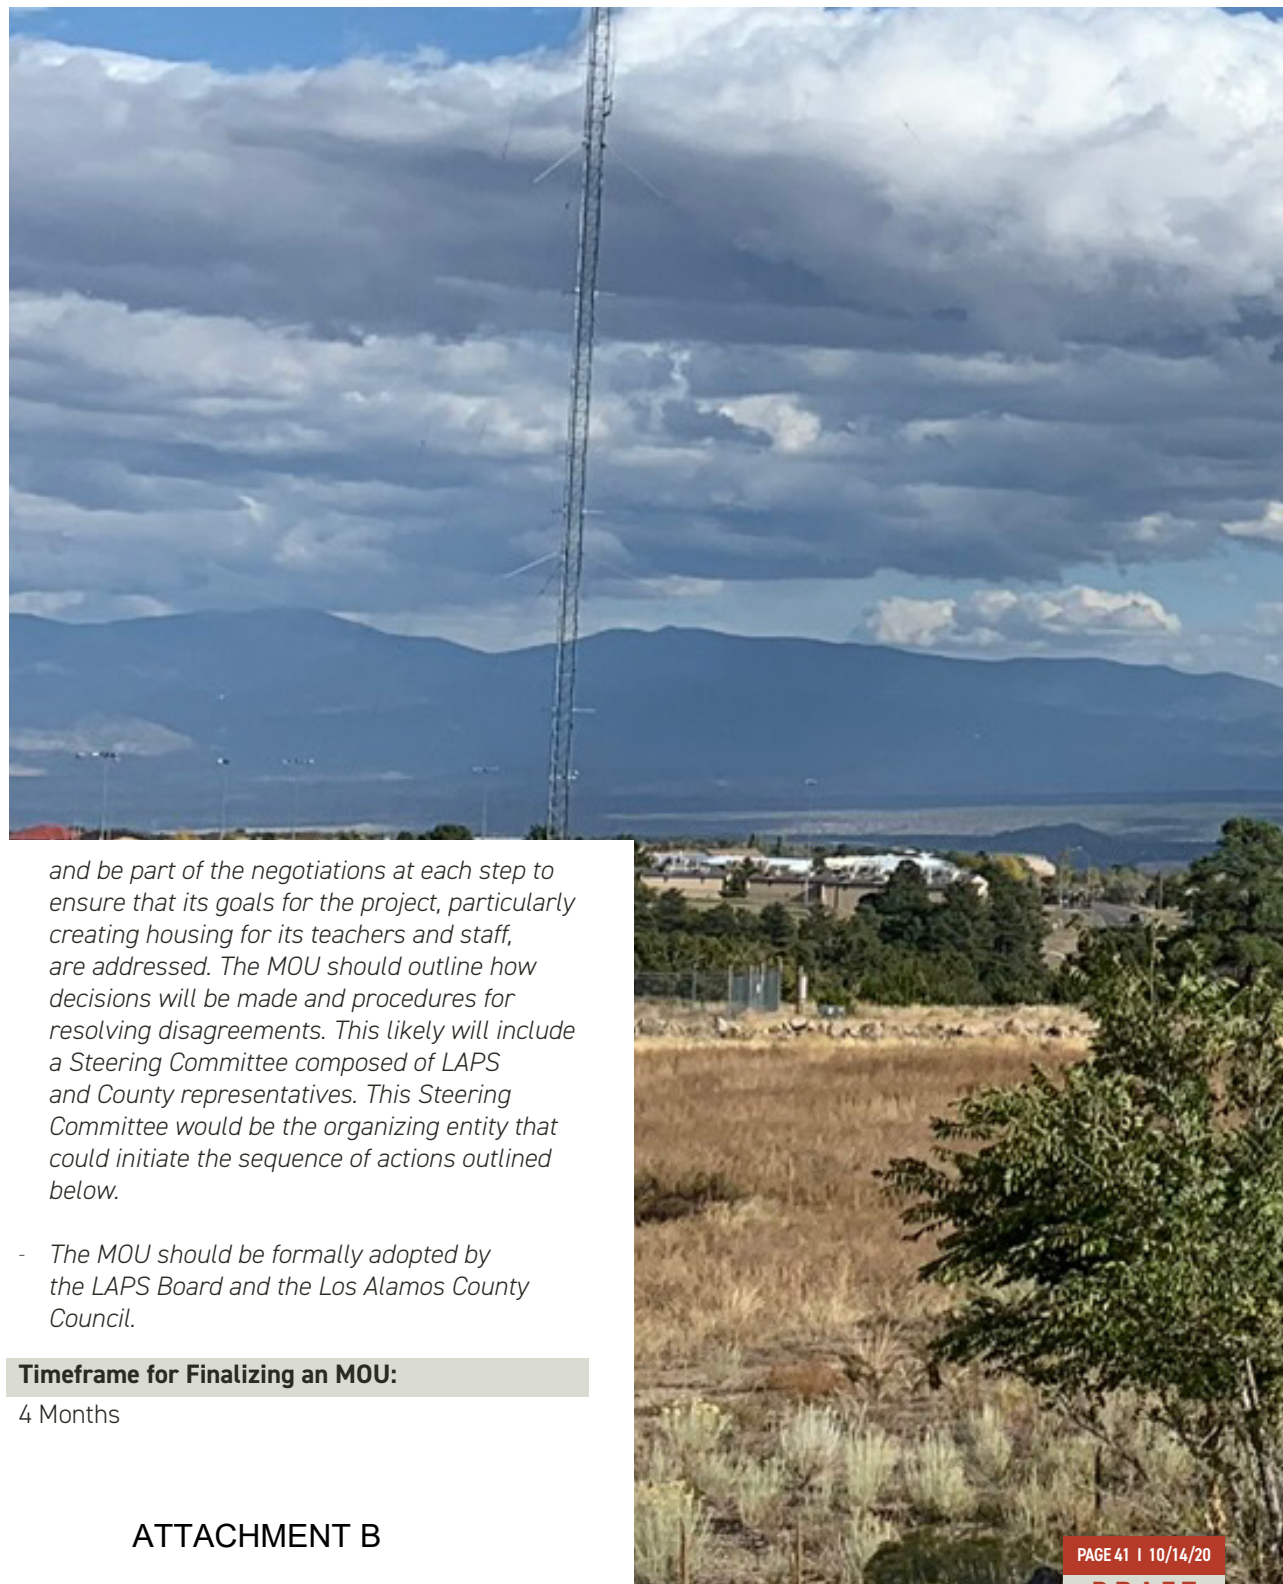 and be part of the negotiations at each step to
ensure that its goals for the project, particularly
creating housing for its teachers and staff,
are addressed. The MOU should outline how
decisions will be made and procedures for
resolving disagreements. This likely will include
a Steering Committee composed of LAPS
and County representatives. This Steering
Committee would be the organizing entity that
could initiate the sequence of actions outlined
below.
- The MOU should be formally adopted by
the LAPS Board and the Los Alamos County
Council.
Timeframe for Finalizing an MOU:
4 Months
ATTACHMENT B
PAGE 41 I 10/14/20
DRAFT